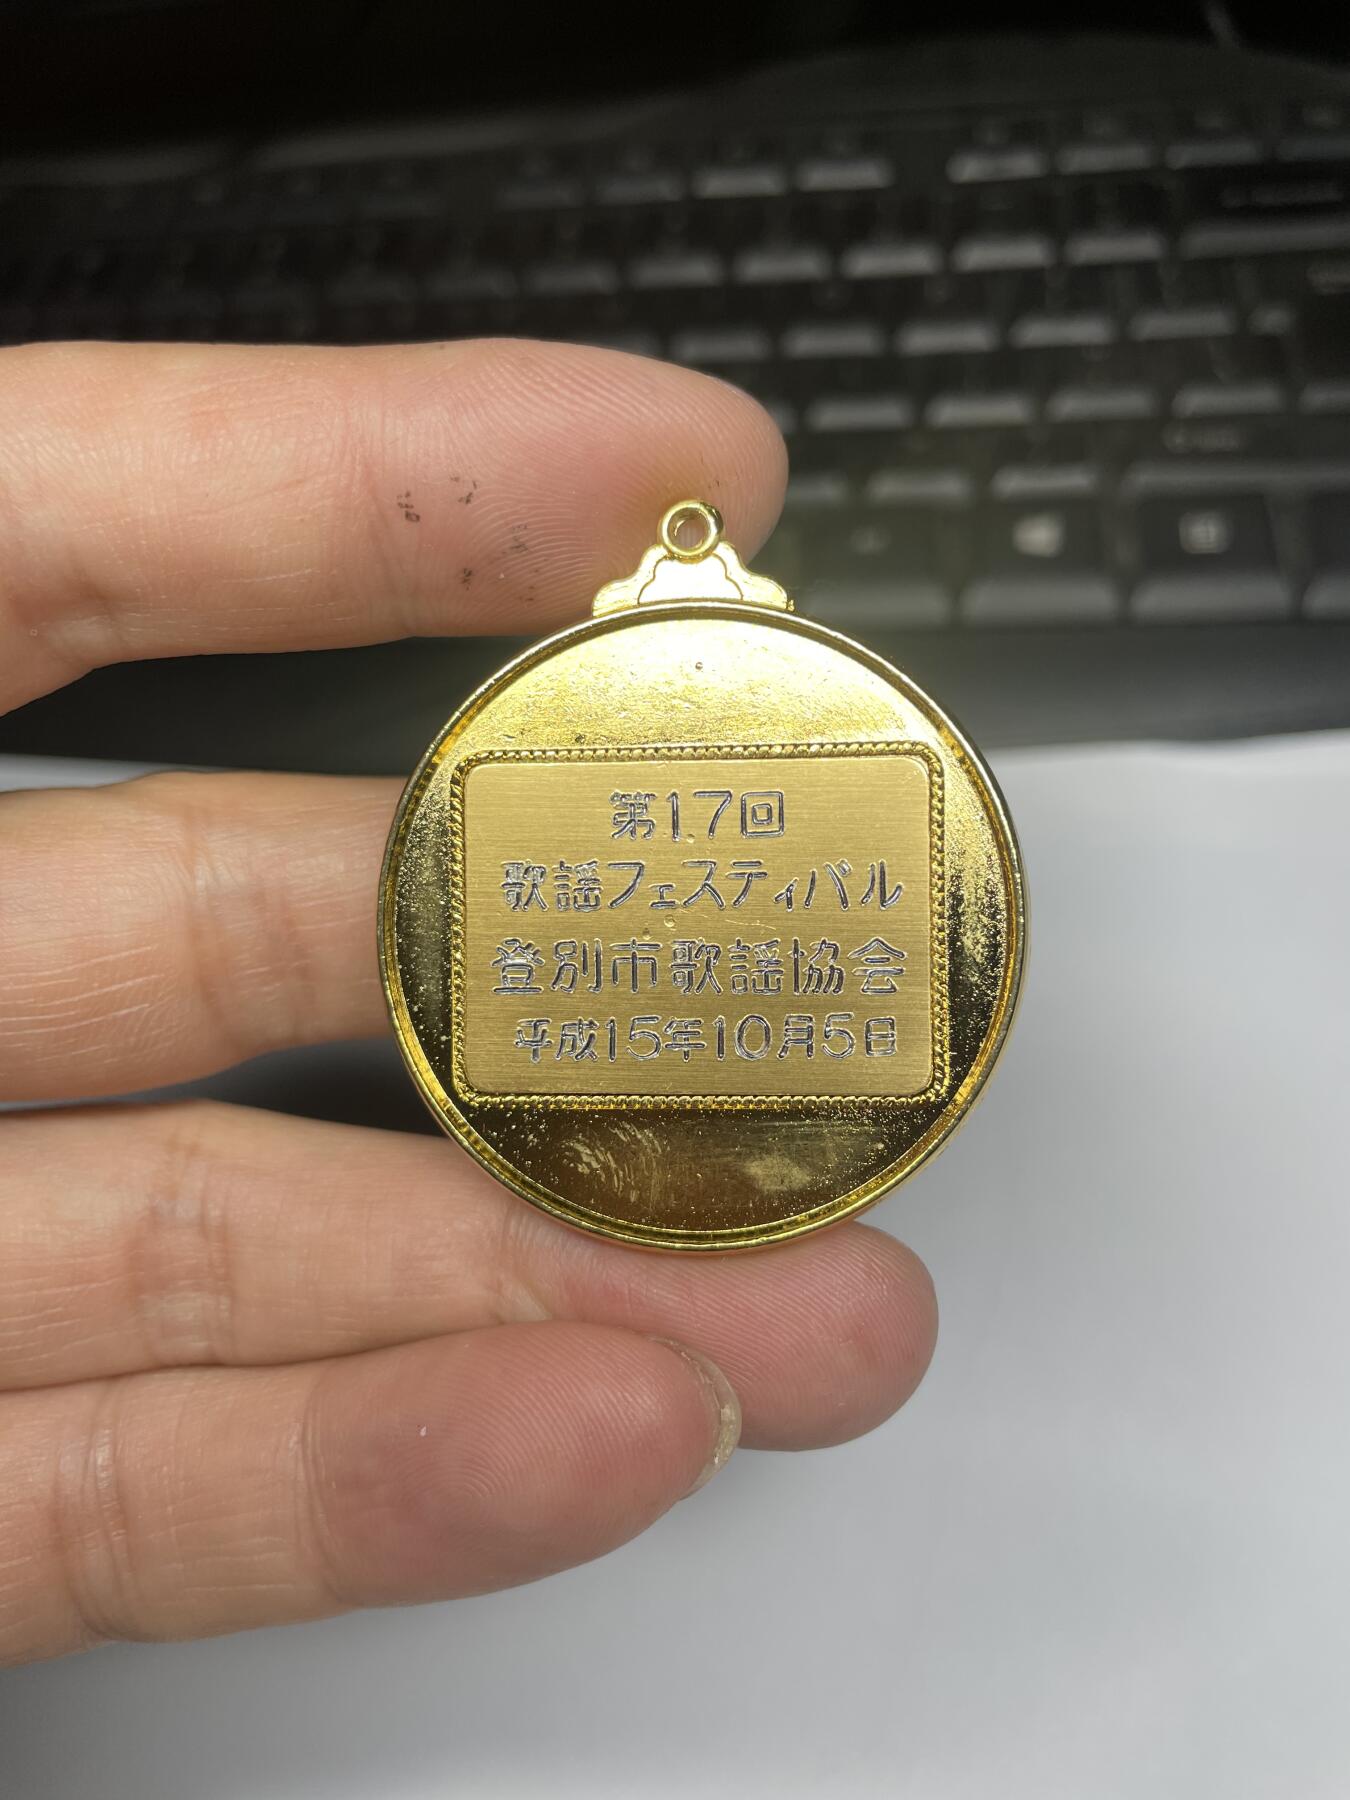 第17回
歌謡フェスティバル
登別市歌謡協会
平成15年10月5日